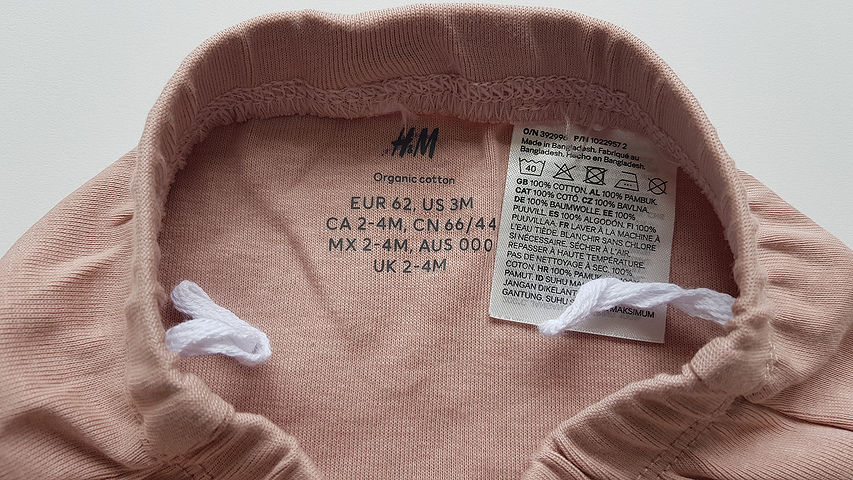 H&M
Organic cotton
EUR 62, US 3M
CA 2-4M, CN 66/44
MX 2-4M, AUS 000
UK 2-4M
O/N 392996 P/N 1022957 2
Made in Bangladesh. Fabriqué au
Bangladesh. Hecho en Bangladesh.
40
GB 100% COTTON. AL 100% PAMBUK.
CAT 100% COTÓ. CZ 100% BAVLNA.
DE 100% BAUMWOLLE. EE 100%
PUUVILL. ES 100% ALGODÓN. FI 100%
PUUVILLAA. FR LAVER À LA MACHINE À
L'EAU TIÈDE. BLANCHIR SANS CHLORE
SI NÉCESSAIRE. SÉCHER À L'AIR.
REPASSER À HAUTE TEMPÉRATURE.
PAS DE NETTOYAGE À SEC. 100%
COTON. HR 100% PAMUK.
PAMUT. ID SUHU
JANGAN
GANTUNG. SUHU MAKSIMUM